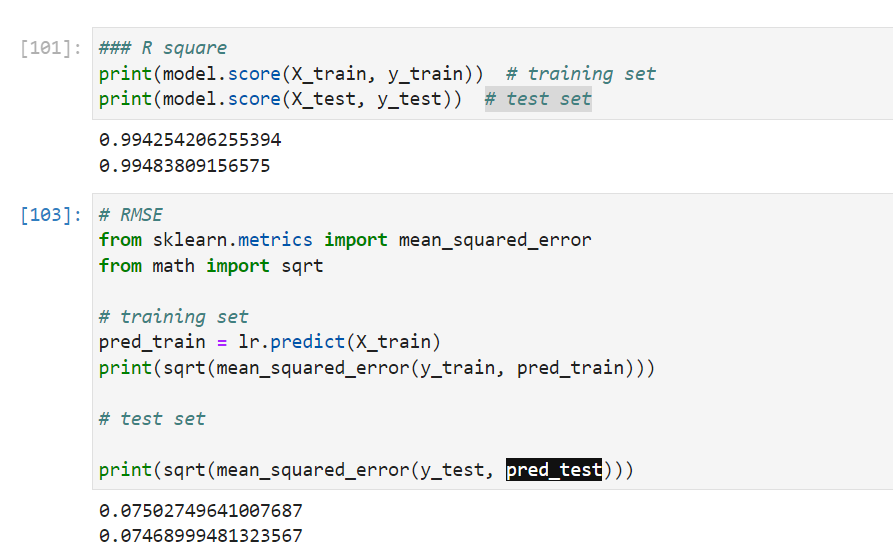 [101]: ### R square
print(model.score(X_train, y_train))  # training set
print(model.score(X_test, y_test))  # test set
0.994254206255394
0.99483809156575
[103]: # RMSE
from sklearn.metrics import mean_squared_error
from math import sqrt
# training set
pred_train = lr.predict(X_train)
print(sqrt(mean_squared_error(y_train, pred_train)))
# test set
print(sqrt(mean_squared_error(y_test, pred_test)))
0.07502749641007687
0.07468999481323567